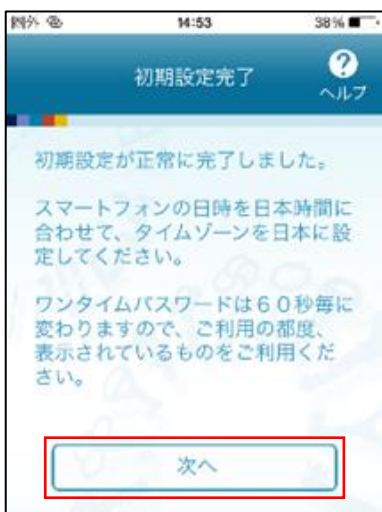 圏外 14:53 38%
初期設定完了
?
ヘルプ
初期設定が正常に完了しました。
スマートフォンの日時を日本時間に
合わせて、タイムゾーンを日本に設
定してください。
ワンタイムパスワードは６０秒毎に
変わりますので、ご利用の都度、
表示されているものをご利用くだ
さい。
次へ